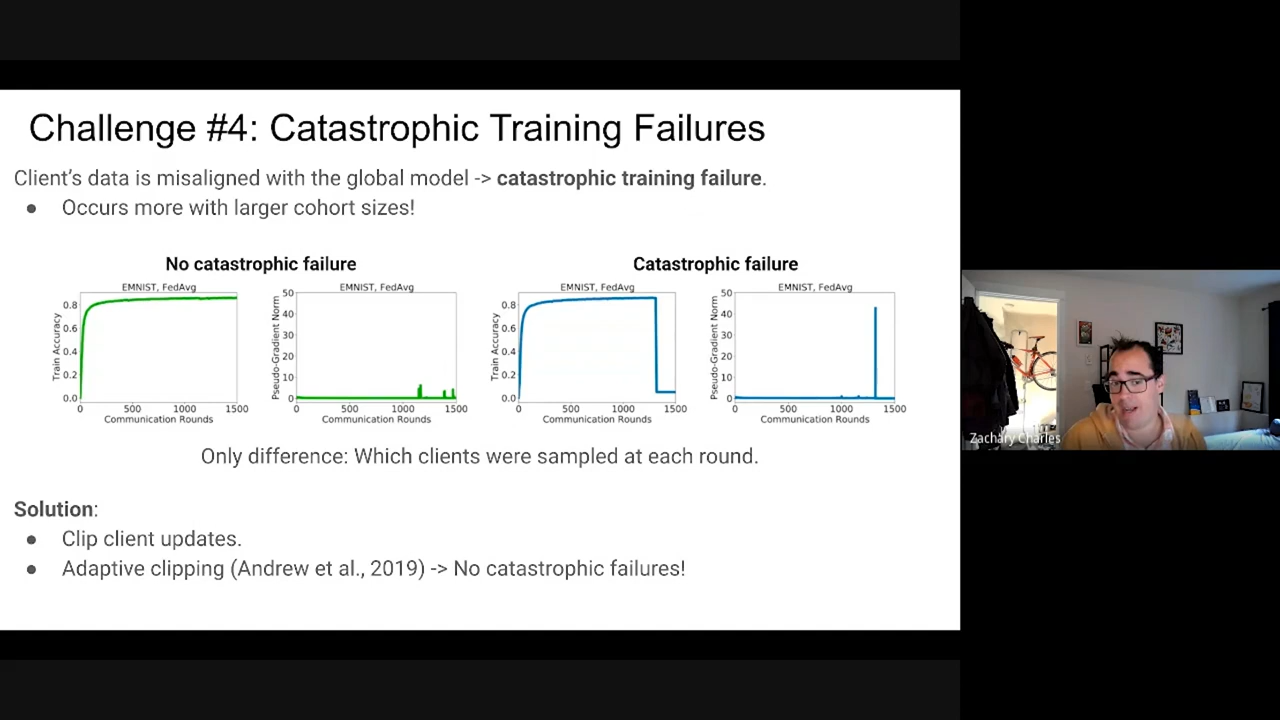 Challenge #4: Catastrophic Training Failures
Client's data is misaligned with the global model -> catastrophic training failure.
● Occurs more with larger cohort sizes!
No catastrophic failure
Catastrophic failure
EMNIST, FedAvg
Train Accuracy
0.8
0.6
0.4
0.2
0.0
0 500 1000 1500
Communication Rounds
EMNIST, FedAvg
Pseudo-Gradient Norm
50
40
30
20
10
0
0 500 1000 1500
Communication Rounds
EMNIST, FedAvg
Train Accuracy
0.8
0.6
0.4
0.2
0.0
0 500 1000 1500
Communication Rounds
EMNIST, FedAvg
Pseudo-Gradient Norm
50
40
30
20
10
0
0 500 1000 1500
Communication Rounds
Only difference: Which clients were sampled at each round.
Solution:
● Clip client updates.
● Adaptive clipping (Andrew et al., 2019) -> No catastrophic failures!
Zachary Charles